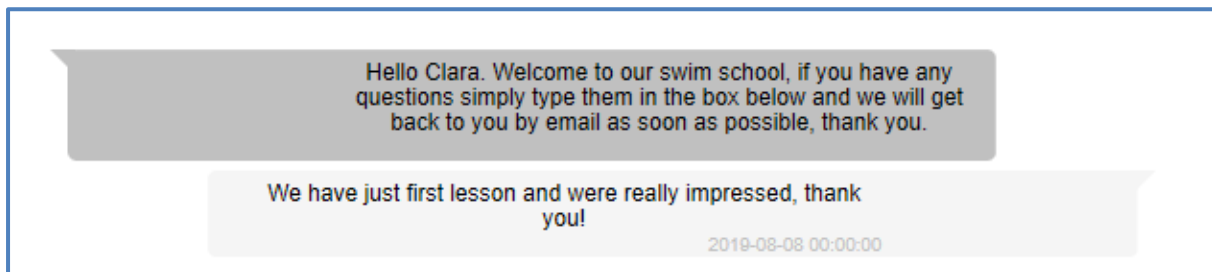 Hello Clara. Welcome to our swim school, if you have any
questions simply type them in the box below and we will get
back to you by email as soon as possible, thank you.
We have just first lesson and were really impressed, thank
you!
2019-08-08 00:00:00